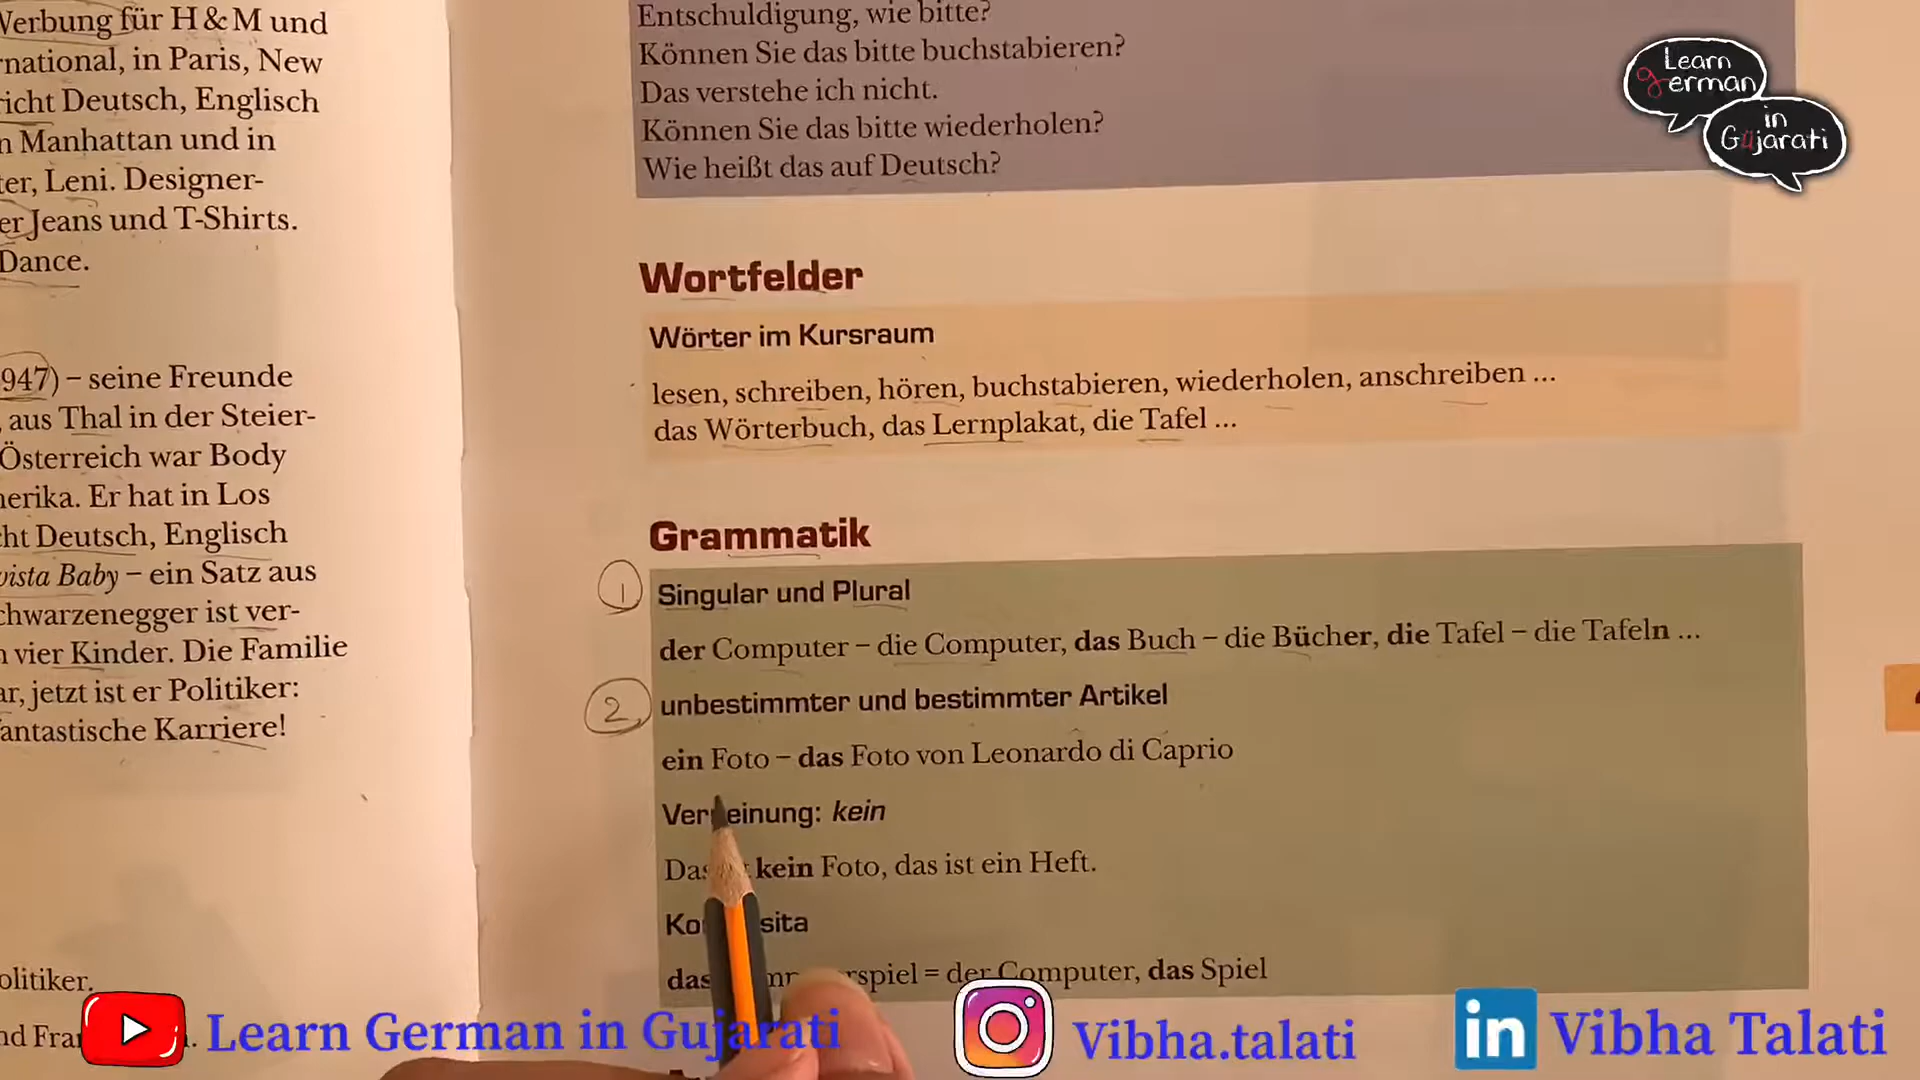 Werbung für H & M und
national, in Paris, New
richt Deutsch, Englisch
n Manhattan und in
ter, Leni. Designer-
er Jeans und T-Shirts.
Dance.
947) – seine Freunde
, aus Thal in der Steier-
Österreich war Body
merika. Er hat in Los
cht Deutsch, Englisch
vista Baby – ein Satz aus
chwarzenegger ist ver-
n vier Kinder. Die Familie
ar, jetzt ist er Politiker:
antastische Karriere!
olitiker.
nd Fra
Entschuldigung, wie bitte?
Können Sie das bitte buchstabieren?
Das verstehe ich nicht.
Können Sie das bitte wiederholen?
Wie heißt das auf Deutsch?
Wortfelder
Wörter im Kursraum
lesen, schreiben, hören, buchstabieren, wiederholen, anschreiben ...
das Wörterbuch, das Lernplakat, die Tafel ...
Grammatik
1 Singular und Plural
der Computer – die Computer, das Buch – die Bücher, die Tafel – die Tafeln ...
2 unbestimmter und bestimmter Artikel
ein Foto – das Foto von Leonardo di Caprio
Verneinung: kein
kein Foto, das ist ein Heft.
das spiel = der Computer, das Spiel
Learn
german
in
Gujarati
Learn German in Gujarati
Vibha.talati
in Vibha Talati